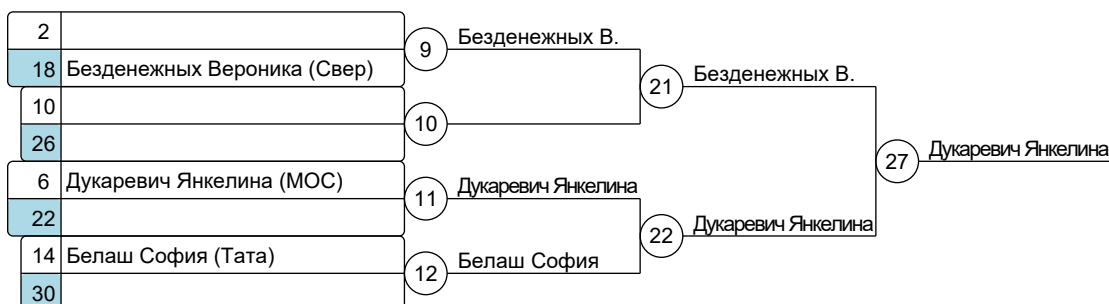 2
18 Безденежных Вероника (Свер)
10
26
6 Дукаревич Янкелина (МОС)
22
14 Белаш София (Тата)
30
9 Безденежных В.
10
11 Дукаревич Янкелина
12 Белаш София
21 Безденежных В.
22 Дукаревич Янкелина
27 Дукаревич Янкелина